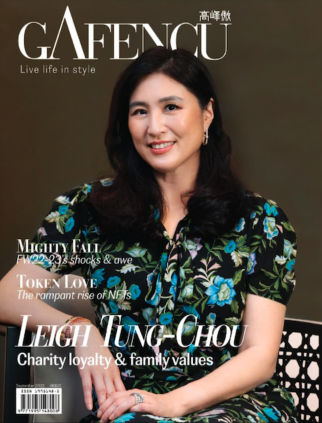 高峰傲
GAFENCU
Live life in style
MIGHTY FALL
FW22-23's shocks & awe
TOKEN LOVE
The rampant rise of NFTs
LEIGH TUNG-CHOU
Charity loyalty & family values